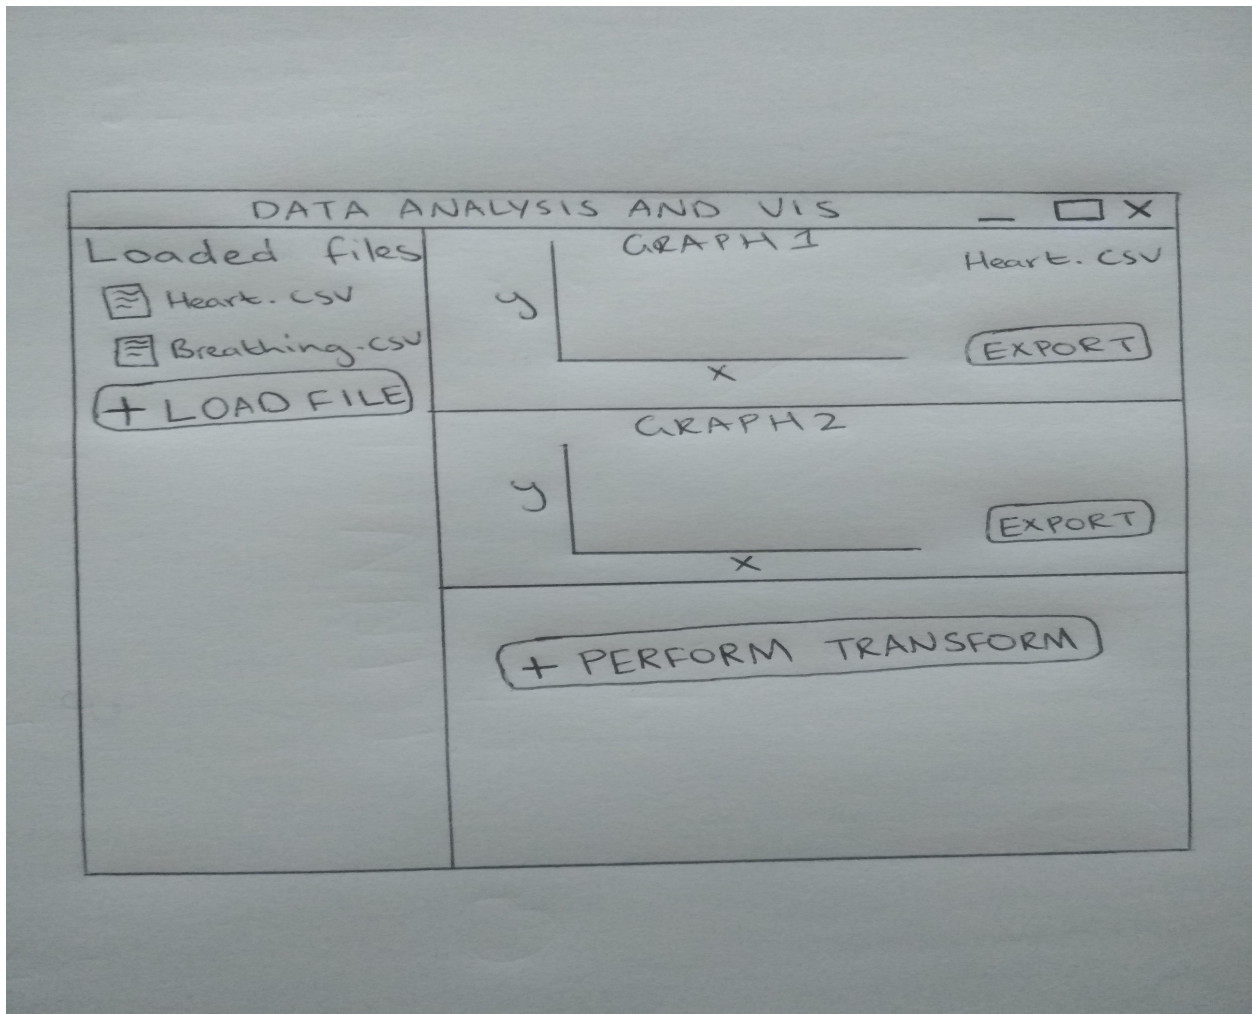 DATA ANALYSIS AND VIS
Loaded files
Heart.csv
Breathing.csv
+ LOAD FILE
GRAPH 1
Heart.csv
y
x
EXPORT
GRAPH 2
y
x
EXPORT
+ PERFORM TRANSFORM